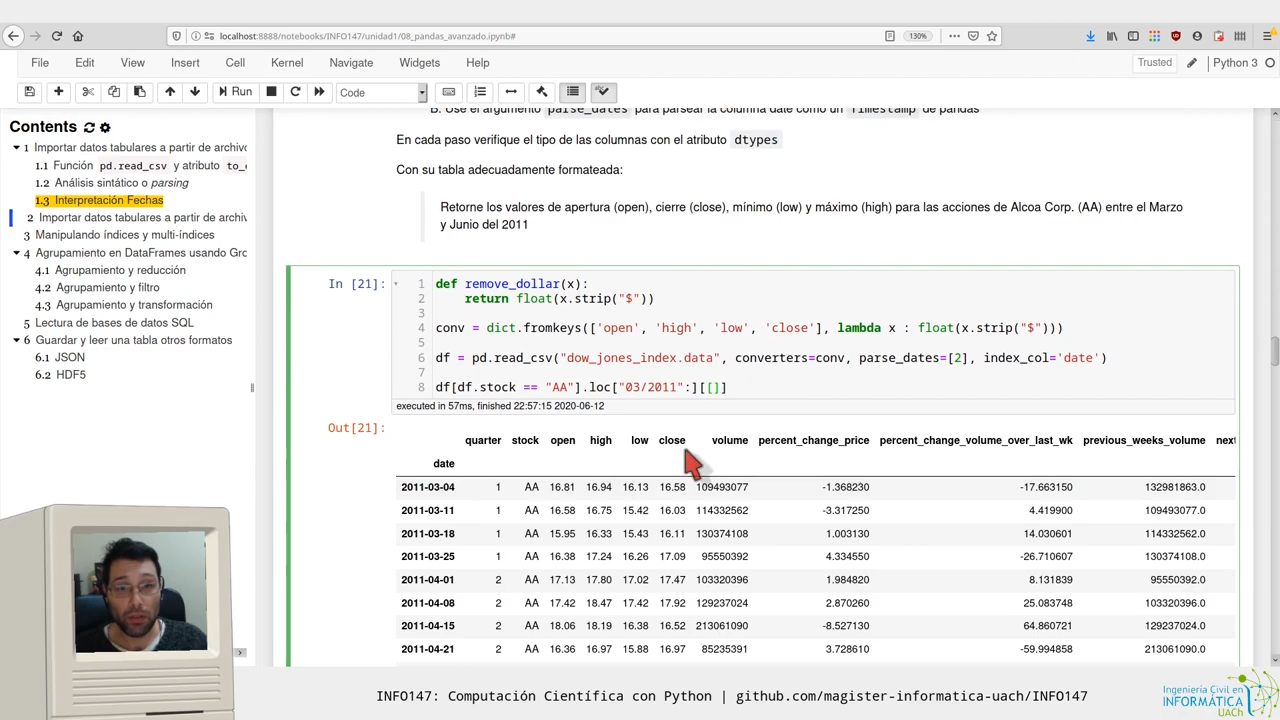 localhost:8888/notebooks/INFO147/unidad1/08_pandas_avanzado.ipynb#
130%
File Edit View Insert Cell Kernel Navigate Widgets Help
Trusted
Python 3
Run
Code
Contents
1 Importar datos tabulares a partir de archivo
1.1 Función pd.read_csv y atributo to_
1.2 Análisis sintático o parsing
1.3 Interpretación Fechas
2 Importar datos tabulares a partir de archiv
3 Manipulando índices y multi-índices
4 Agrupamiento en DataFrames usando Gro
4.1 Agrupamiento y reducción
4.2 Agrupamiento y filtro
4.3 Agrupamiento y transformación
5 Lectura de bases de datos SQL
6 Guardar y leer una tabla otros formatos
6.1 JSON
6.2 HDF5
B. Use el argumento parse_dates para parsear la columna date como un Timestamp de pandas
En cada paso verifique el tipo de las columnas con el atributo dtypes
Con su tabla adecuadamente formateada:
Retorne los valores de apertura (open), cierre (close), mínimo (low) y máximo (high) para las acciones de Alcoa Corp. (AA) entre el Marzo
y Junio del 2011
In [21]:
1 def remove_dollar(x):
2 return float(x.strip("$"))
3
4 conv = dict.fromkeys(['open', 'high', 'low', 'close'], lambda x : float(x.strip("$")))
5
6 df = pd.read_csv("dow_jones_index.data", converters=conv, parse_dates=[2], index_col='date')
7
8 df[df.stock == "AA"].loc["03/2011":][[]]
executed in 57ms, finished 22:57:15 2020-06-12
Out[21]:
quarter stock open high low close volume percent_change_price percent_change_volume_over_last_wk previous_weeks_volume next
date
2011-03-04 1 AA 16.81 16.94 16.13 16.58 109493077 -1.368230 -17.663150 132981863.0
2011-03-11 1 AA 16.58 16.75 15.42 16.03 114332562 -3.317250 4.419900 109493077.0
2011-03-18 1 AA 15.95 16.33 15.43 16.11 130374108 1.003130 14.030601 114332562.0
2011-03-25 1 AA 16.38 17.24 16.26 17.09 95550392 4.334550 -26.710607 130374108.0
2011-04-01 2 AA 17.13 17.80 17.02 17.47 103320396 1.984820 8.131839 95550392.0
2011-04-08 2 AA 17.42 18.47 17.42 17.92 129237024 2.870260 25.083748 103320396.0
2011-04-15 2 AA 18.06 18.19 16.38 16.52 213061090 -8.527130 64.860721 129237024.0
2011-04-21 2 AA 16.36 16.97 15.88 16.97 85235391 3.728610 -59.994858 213061090.0
INFO147: Computación Científica con Python | github.com/magister-informatica-uach/INFO147
Ingeniería Civil en
INFORMÁTICA
UACh